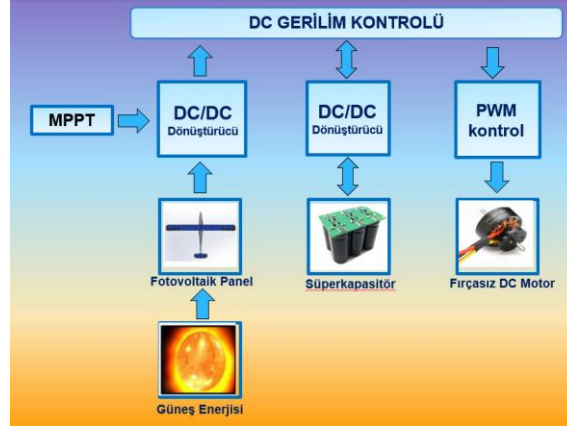 DC GERİLİM KONTROLÜ
MPPT
DC/DC
Dönüştürücü
DC/DC
Dönüştürücü
PWM
kontrol
Fotovoltaik Panel
Süperkapasitör
Fırçasız DC Motor
Güneş Enerjisi